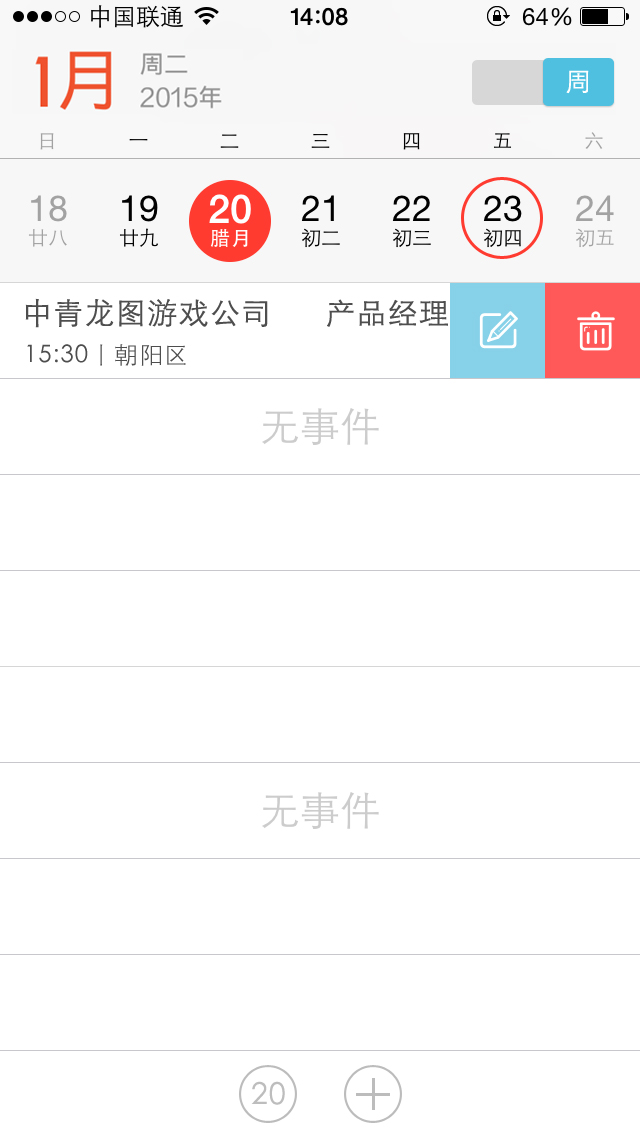 中国联通 14:08 64%
1月 周二
2015年
周
日 一 二 三 四 五 六
18 19 20 21 22 23 24
廿八 廿九 腊月 初二 初三 初四 初五
中青龙图游戏公司 产品经理
15:30 | 朝阳区
无事件
无事件
20